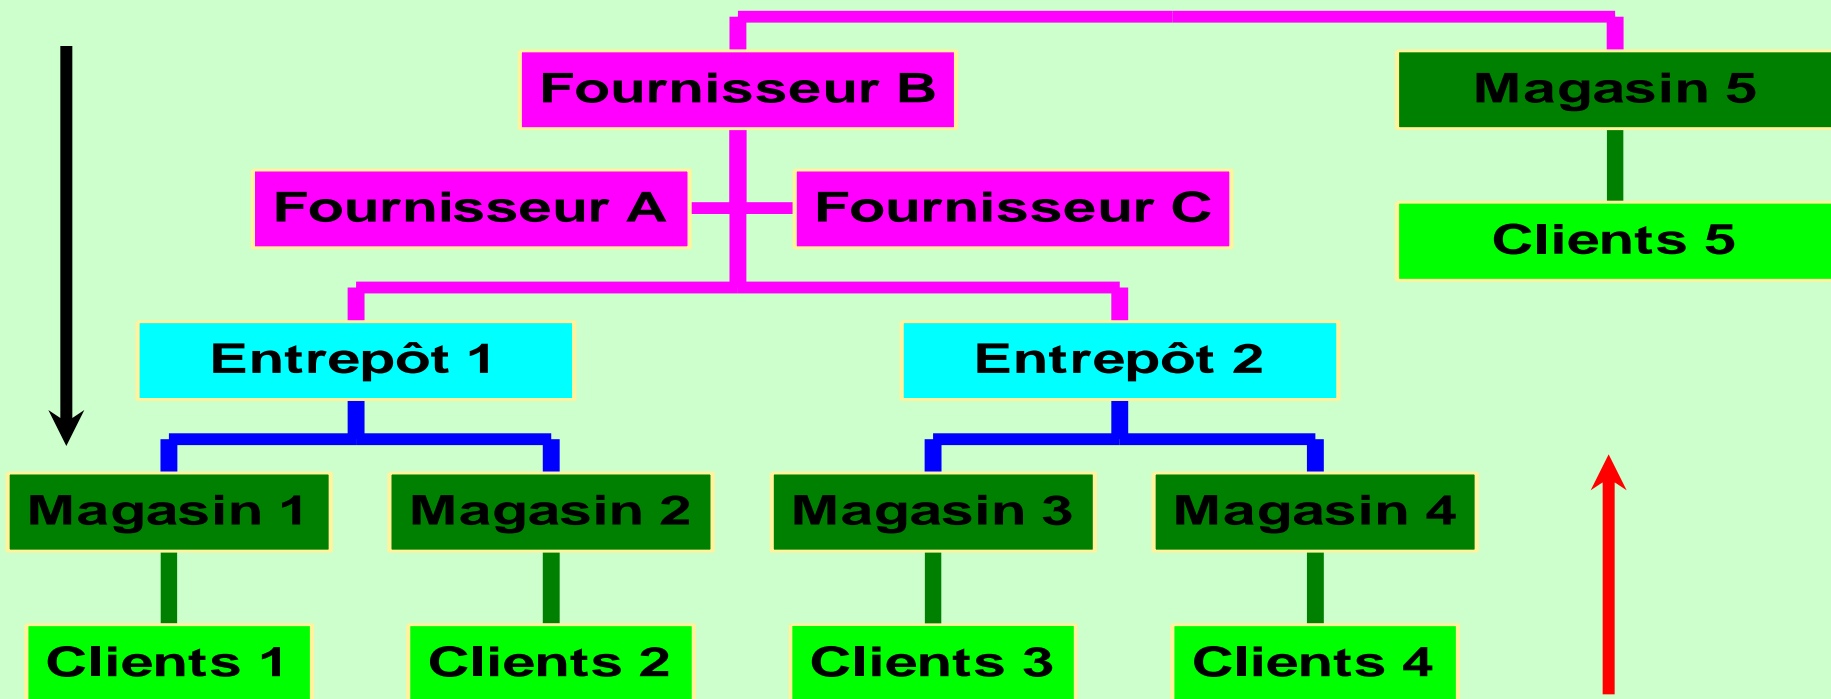 Fournisseur B
Magasin 5
Fournisseur A
Fournisseur C
Clients 5
Entrepôt 1
Entrepôt 2
Magasin 1
Magasin 2
Magasin 3
Magasin 4
Clients 1
Clients 2
Clients 3
Clients 4